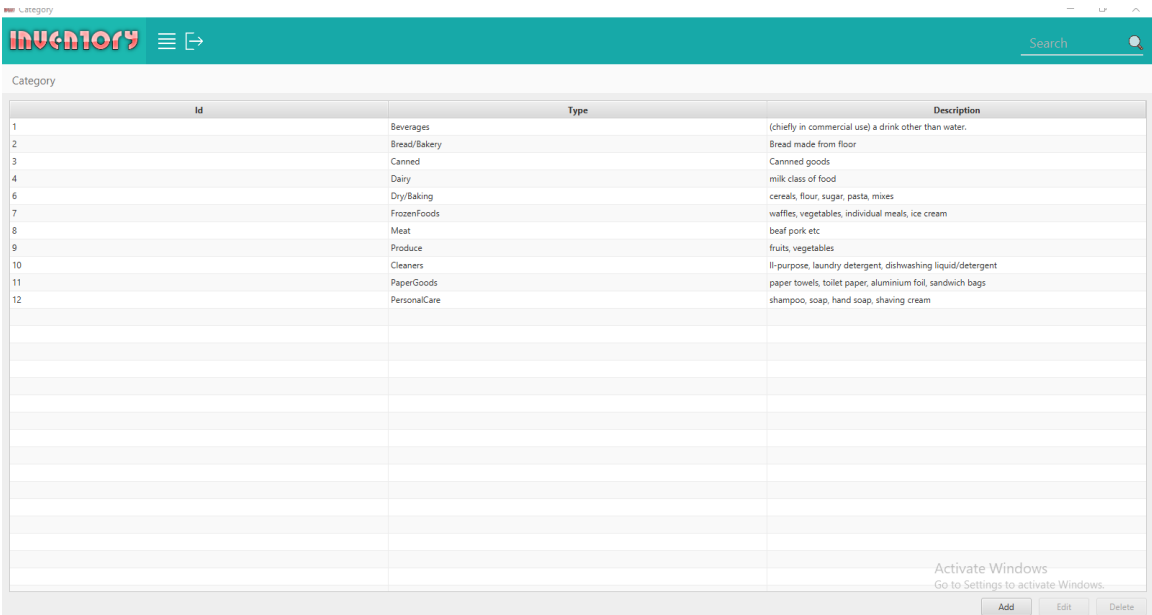 Category
INVENTORY
Search
Category
Id Type Description
1 Beverages (chiefly in commercial use) a drink other than water.
2 Bread/Bakery Bread made from floor
3 Canned Cannned goods
4 Dairy milk class of food
6 Dry/Baking cereals, flour, sugar, pasta, mixes
7 FrozenFoods waffles, vegetables, individual meals, ice cream
8 Meat beaf pork etc
9 Produce fruits, vegetables
10 Cleaners ll-purpose, laundry detergent, dishwashing liquid/detergent
11 PaperGoods paper towels, toilet paper, aluminium foil, sandwich bags
12 PersonalCare shampoo, soap, hand soap, shaving cream
Activate Windows
Go to Settings to activate Windows.
Add Edit Delete